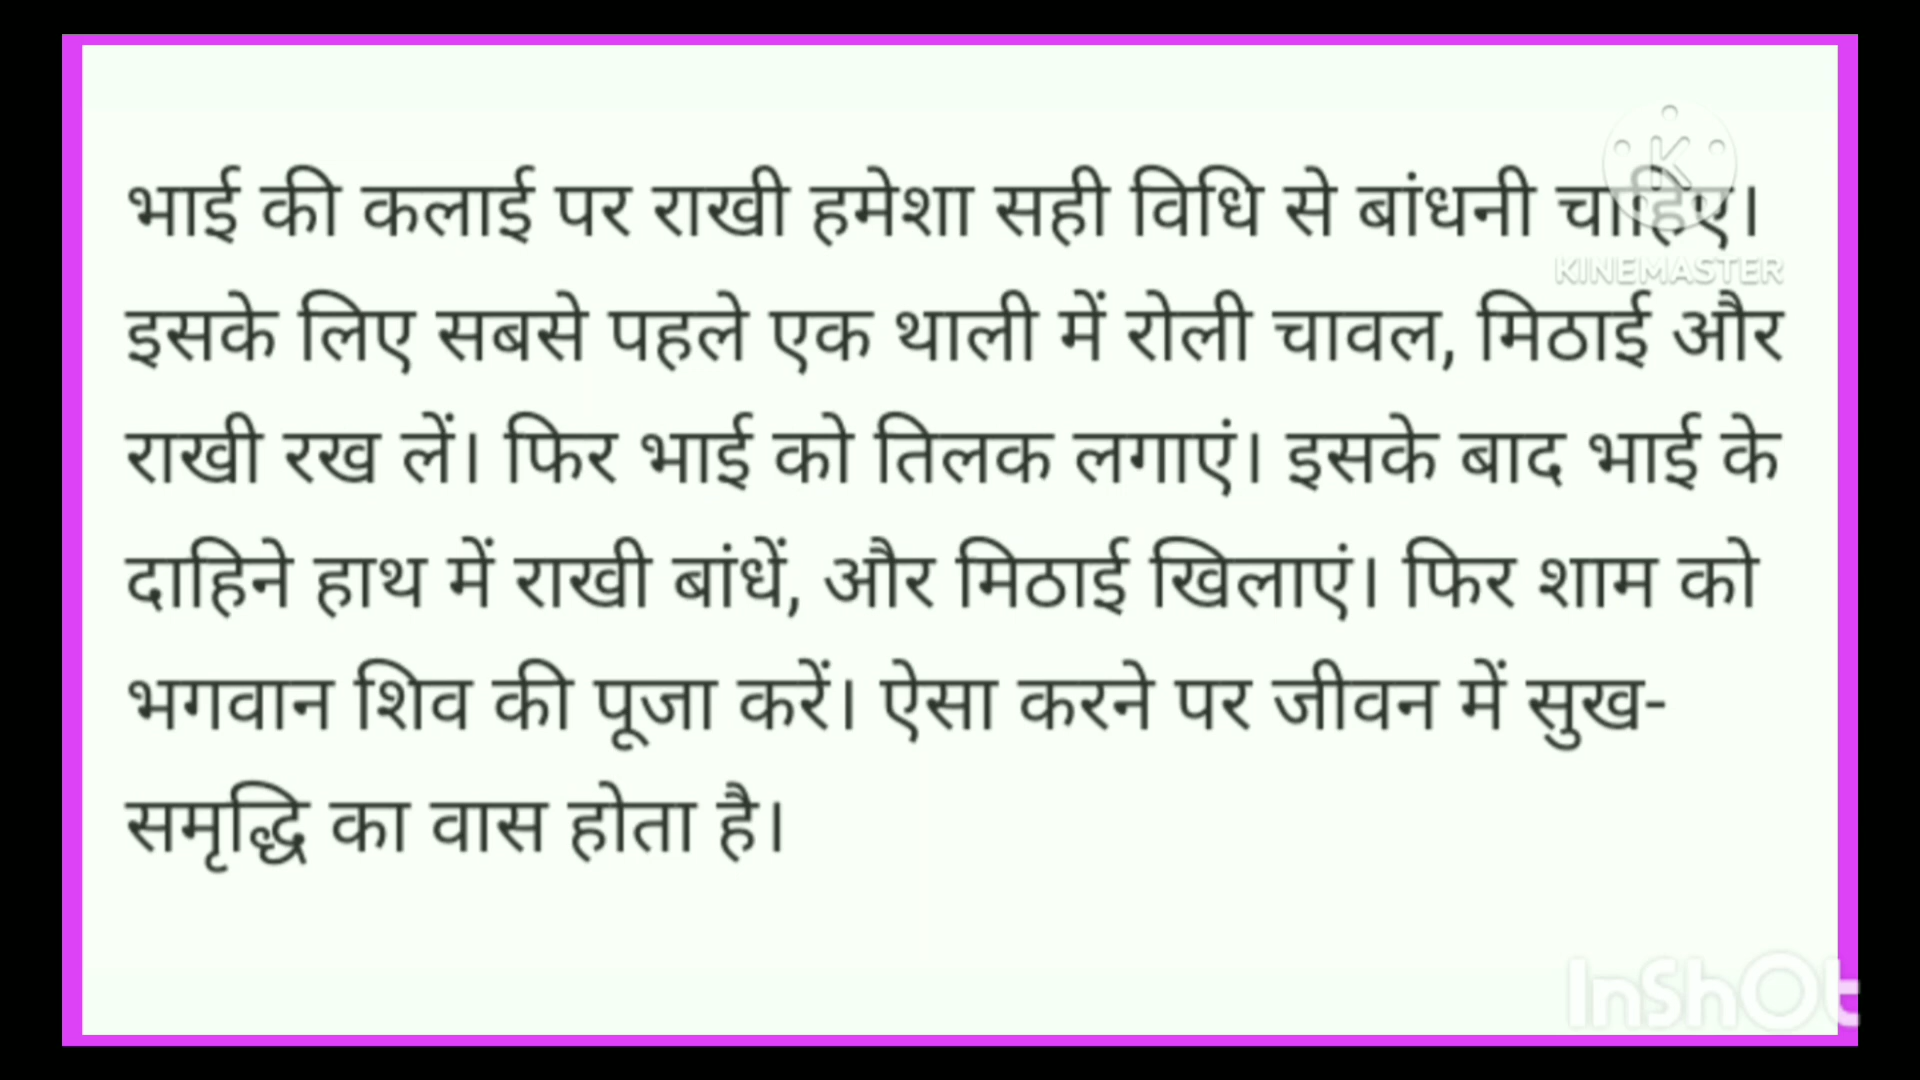 भाई की कलाई पर राखी हमेशा सही विधि से बांधनी चाहिए।
KINEMASTER
इसके लिए सबसे पहले एक थाली में रोली चावल, मिठाई और
राखी रख लें। फिर भाई को तिलक लगाएं। इसके बाद भाई के
दाहिने हाथ में राखी बांधें, और मिठाई खिलाएं। फिर शाम को
भगवान शिव की पूजा करें। ऐसा करने पर जीवन में सुख-
समृद्धि का वास होता है।
InShOt